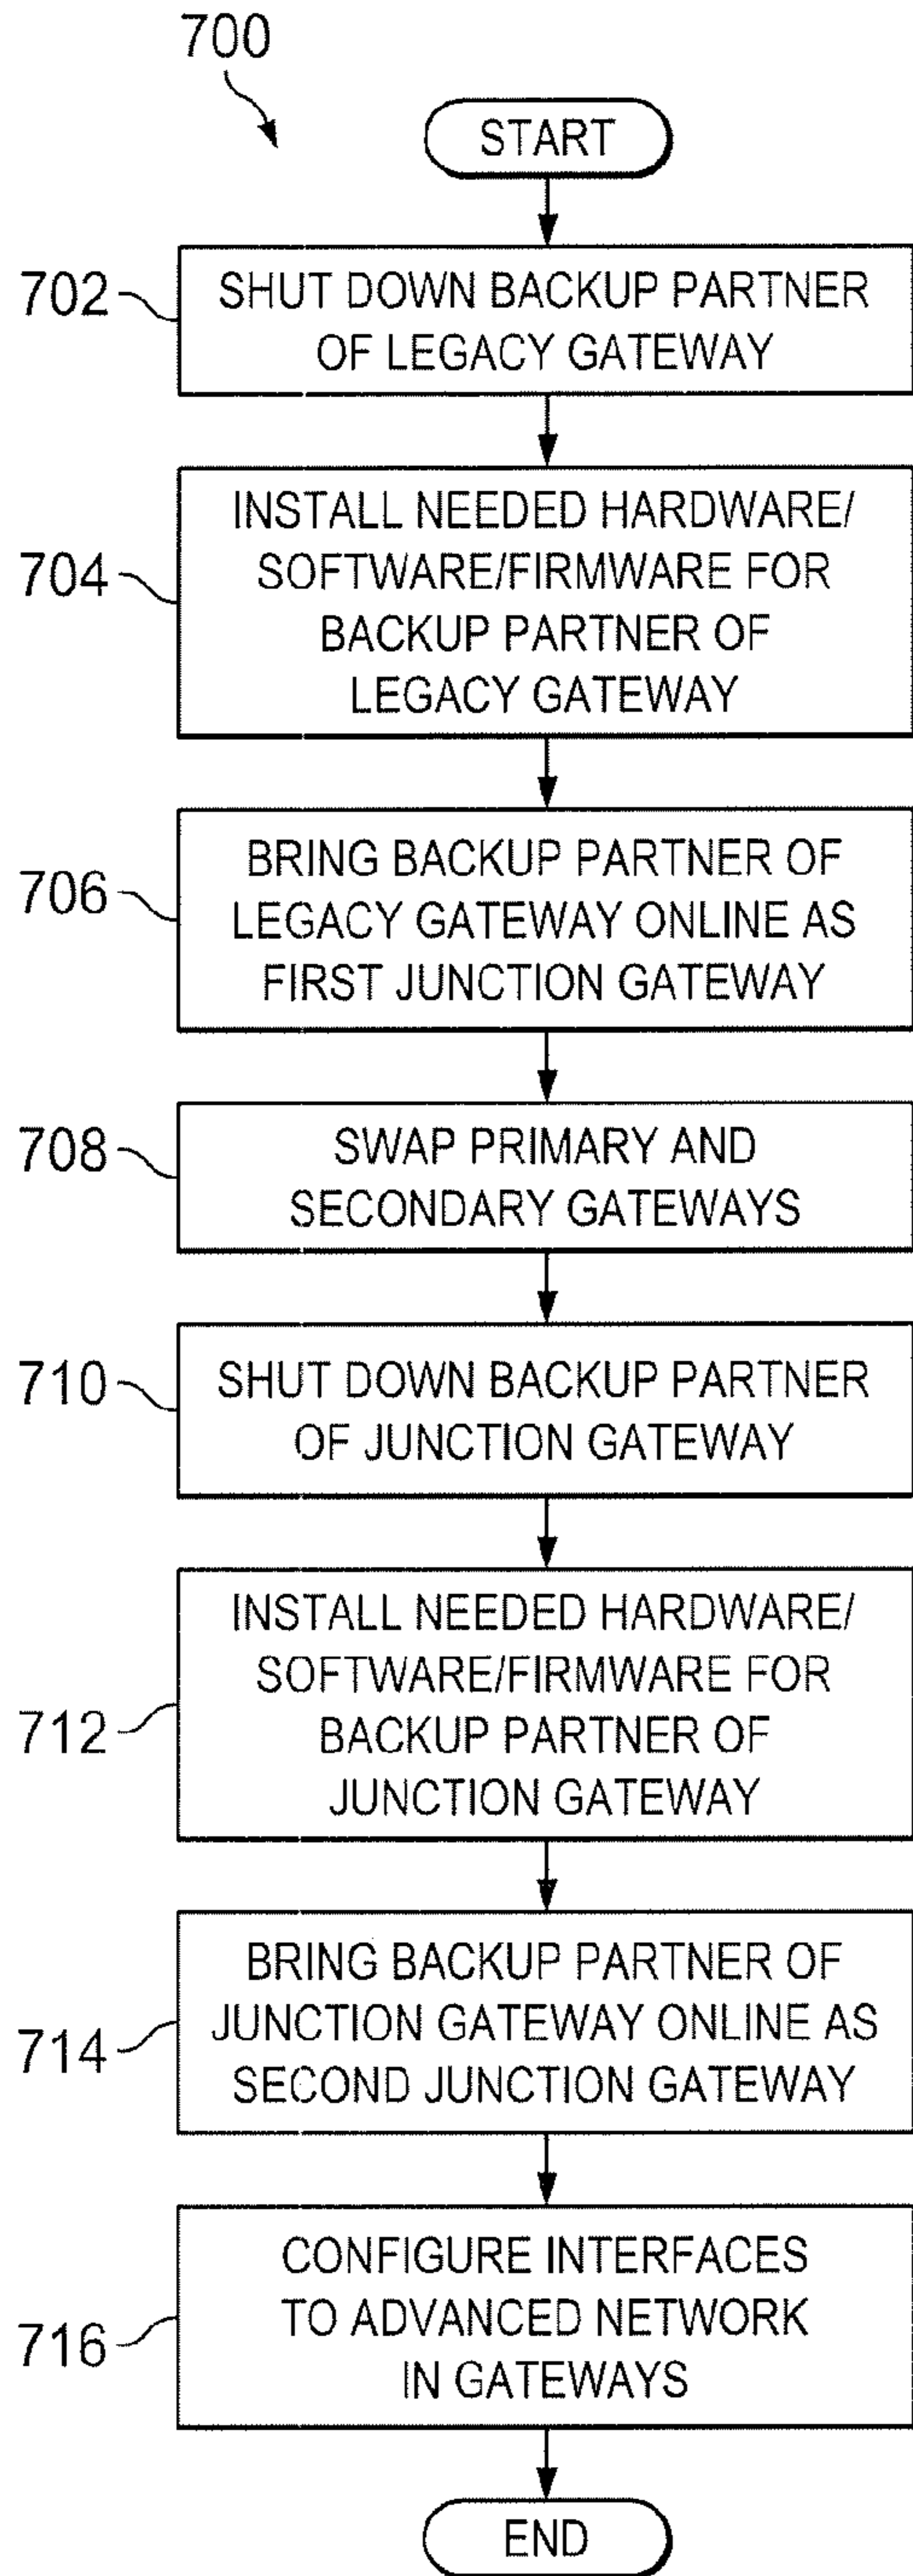 700
START
702
SHUT DOWN BACKUP PARTNER
OF LEGACY GATEWAY
704
INSTALL NEEDED HARDWARE/
SOFTWARE/FIRMWARE FOR
BACKUP PARTNER OF
LEGACY GATEWAY
706
BRING BACKUP PARTNER OF
LEGACY GATEWAY ONLINE AS
FIRST JUNCTION GATEWAY
708
SWAP PRIMARY AND
SECONDARY GATEWAYS
710
SHUT DOWN BACKUP PARTNER
OF JUNCTION GATEWAY
712
INSTALL NEEDED HARDWARE/
SOFTWARE/FIRMWARE FOR
BACKUP PARTNER OF
JUNCTION GATEWAY
714
BRING BACKUP PARTNER OF
JUNCTION GATEWAY ONLINE AS
SECOND JUNCTION GATEWAY
716
CONFIGURE INTERFACES
TO ADVANCED NETWORK
IN GATEWAYS
END